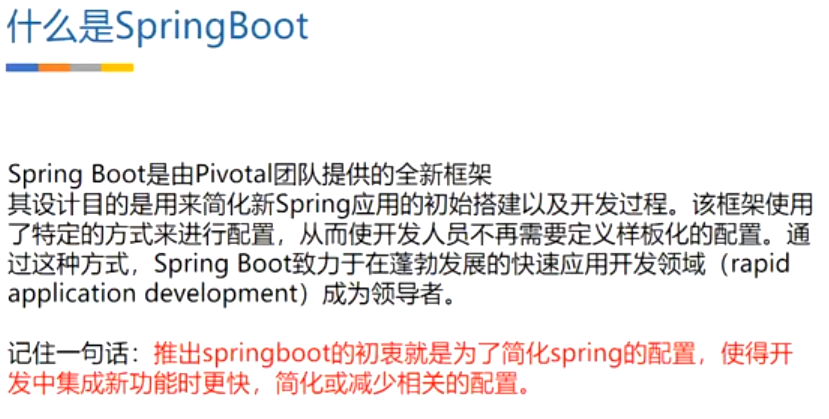 什么是SpringBoot
Spring Boot是由Pivotal团队提供的全新框架
其设计目的是用来简化新Spring应用的初始搭建以及开发过程。该框架使用
了特定的方式来进行配置，从而使开发人员不再需要定义样板化的配置。通
过这种方式，Spring Boot致力于在蓬勃发展的快速应用开发领域（rapid
application development）成为领导者。
记住一句话：推出springboot的初衷就是为了简化spring的配置，使得开
发中集成新功能时更快，简化或减少相关的配置。